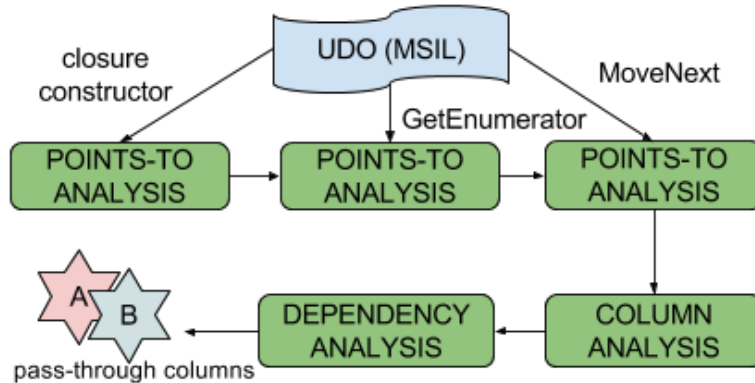 UDO (MSIL)
closure
constructor
MoveNext
GetEnumerator
POINTS-TO
ANALYSIS
POINTS-TO
ANALYSIS
POINTS-TO
ANALYSIS
A
B
pass-through columns
DEPENDENCY
ANALYSIS
COLUMN
ANALYSIS